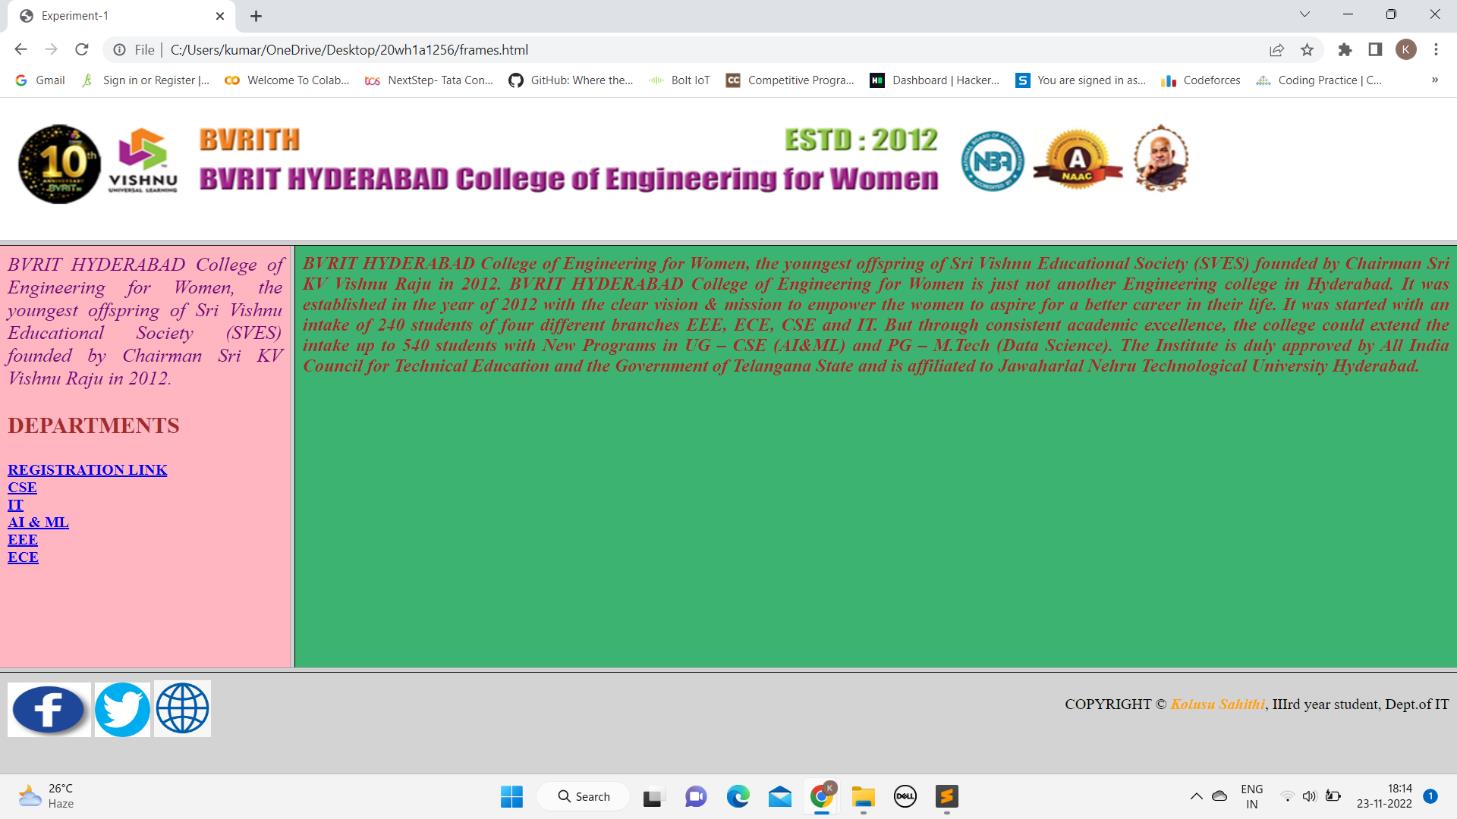 Experiment-1
File | C:/Users/kumar/OneDrive/Desktop/20wh1a1256/frames.html
K
Gmail Sign in or Register |... Welcome To Colab... NextStep- Tata Con... GitHub: Where the... Bolt IoT Competitive Progra... Dashboard | Hacker... You are signed in as... Codeforces Coding Practice | C... »
10th
ANNIVERSARY
BVRIT
VISHNU
UNIVERSAL LEARNING
BVRITH ESTD : 2012
BVRIT HYDERABAD College of Engineering for Women
NBA
A
NAAC
BVRIT HYDERABAD College of
Engineering for Women, the
youngest offspring of Sri Vishnu
Educational Society (SVES)
founded by Chairman Sri KV
Vishnu Raju in 2012.
DEPARTMENTS
REGISTRATION LINK
CSE
IT
AI & ML
EEE
ECE
BVRIT HYDERABAD College of Engineering for Women, the youngest offspring of Sri Vishnu Educational Society (SVES) founded by Chairman Sri
KV Vishnu Raju in 2012. BVRIT HYDERABAD College of Engineering for Women is just not another Engineering college in Hyderabad. It was
established in the year of 2012 with the clear vision & mission to empower the women to aspire for a better career in their life. It was started with an
intake of 240 students of four different branches EEE, ECE, CSE and IT. But through consistent academic excellence, the college could extend the
intake up to 540 students with New Programs in UG – CSE (AI&ML) and PG – M.Tech (Data Science). The Institute is duly approved by All India
Council for Technical Education and the Government of Telangana State and is affiliated to Jawaharlal Nehru Technological University Hyderabad.
COPYRIGHT © Kolusu Sahithi, IIIrd year student, Dept.of IT
26°C
Haze
Search
DELL
ENG
IN
18:14
23-11-2022
1